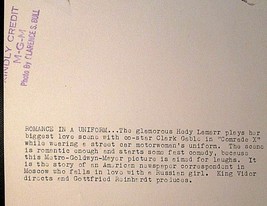 KINDLY CREDIT
M-G-M
Photo by CLARENCE S. BULL
ROMANCE IN A UNIFORM...The glamorous Hedy Lamarr plays her
biggest love scene with co-star Clark Gable in "Comrade X"
while wearing a street car motorwoman's uniform. The scene
is romantic enough and starts some fast comedy, because
this Metro-Goldwyn-Mayer picture is aimed for laughs. It
is the story of an American newspaper correspondent in
Moscow who falls in love with a Russian girl. King Vidor
directs and Gottfried Reinhardt produces.